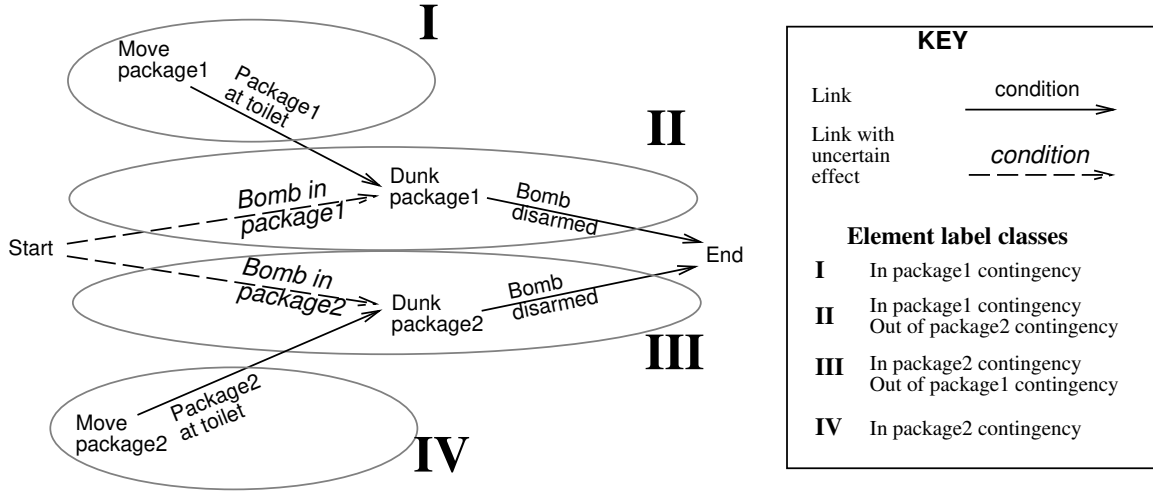 I
Move
package1
Package1
at toilet
II
Dunk
package1
Bomb in
package1
Bomb
disarmed
Start
End
Bomb in
package2
Dunk
package2
Bomb
disarmed
III
Package2
at toilet
Move
package2
IV
KEY
Link
condition
Link with
uncertain
effect
condition
Element label classes
I In package1 contingency
II In package1 contingency
Out of package2 contingency
III In package2 contingency
Out of package1 contingency
IV In package2 contingency